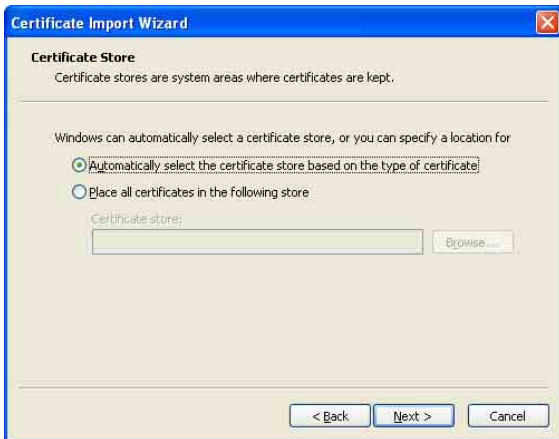 Certificate Import Wizard
Certificate Store
Certificate stores are system areas where certificates are kept.
Windows can automatically select a certificate store, or you can specify a location for
Automatically select the certificate store based on the type of certificate
Place all certificates in the following store
Certificate store:
Browse...
< Back Next > Cancel